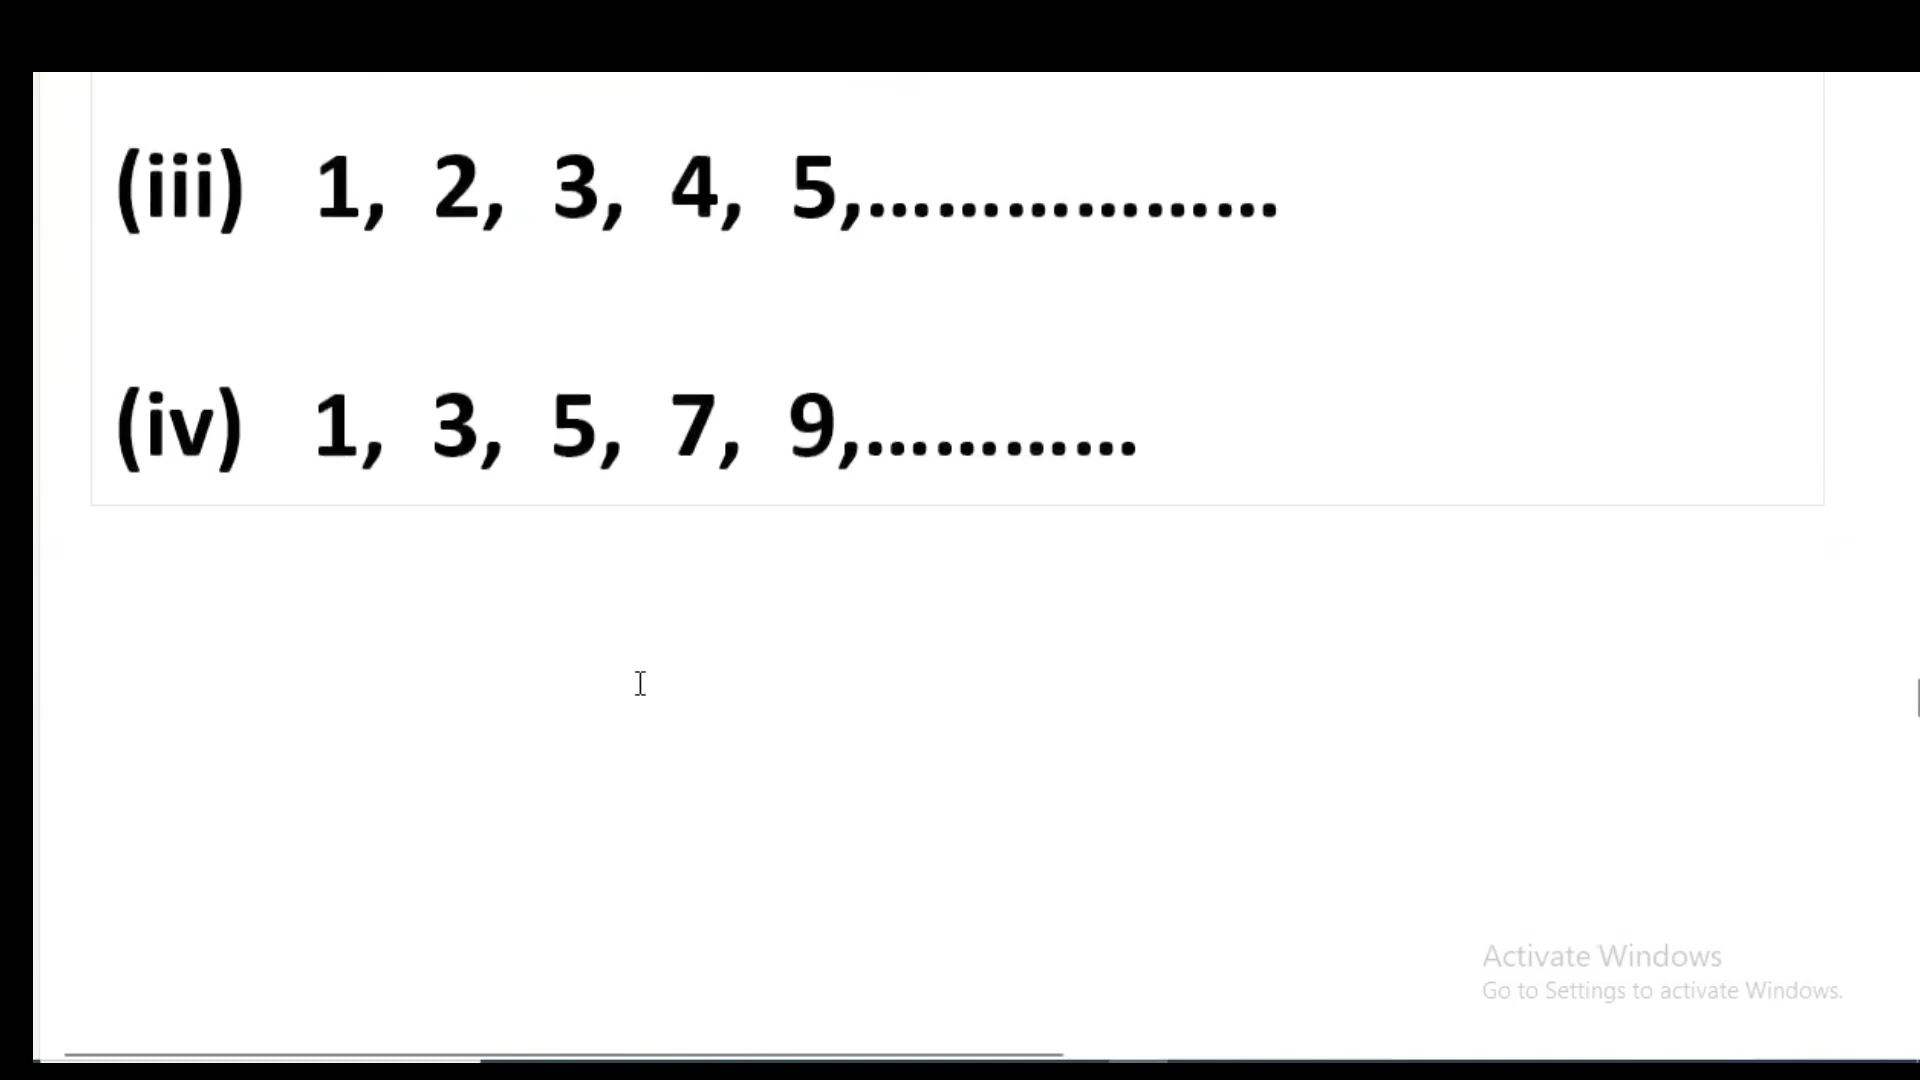 (iii) 1, 2, 3, 4, 5,..................
(iv) 1, 3, 5, 7, 9,............
Activate Windows
Go to Settings to activate Windows.